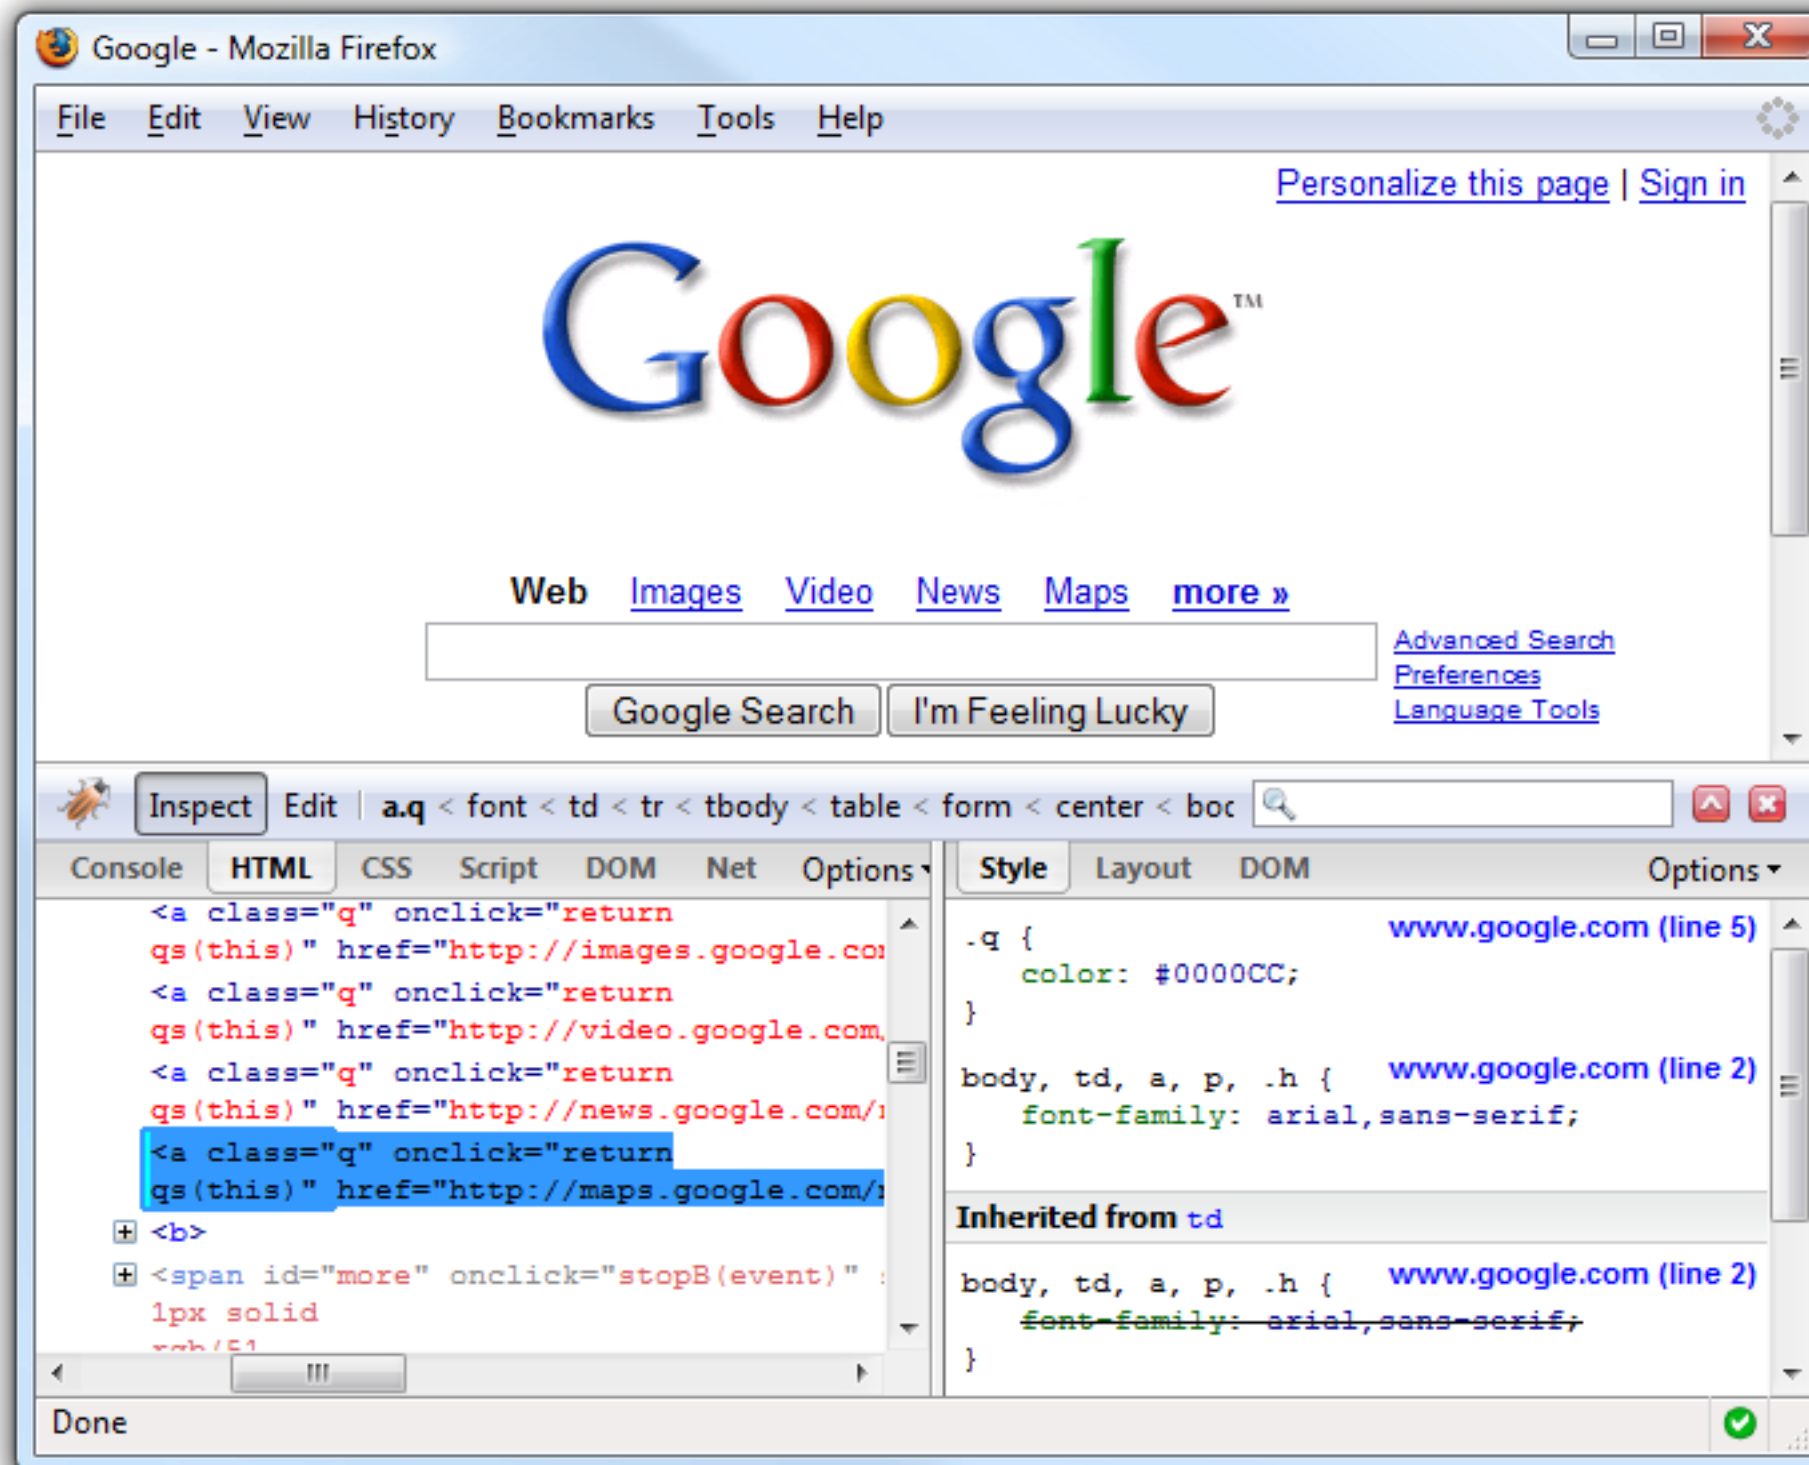 Google - Mozilla Firefox
File Edit View History Bookmarks Tools Help
Personalize this page | Sign in
Google™
Web Images Video News Maps more »
Advanced Search
Preferences
Language Tools
Google Search I'm Feeling Lucky
Inspect Edit | a.q < font < td < tr < tbody < table < form < center < boc
Console HTML CSS Script DOM Net Options
<a class="q" onclick="return
qs(this)" href="http://images.google.co
<a class="q" onclick="return
qs(this)" href="http://video.google.com
<a class="q" onclick="return
qs(this)" href="http://news.google.com/
<a class="q" onclick="return
qs(this)" href="http://maps.google.com/
<b>
<span id="more" onclick="stopB(event)"
1px solid
Style Layout DOM Options
.q { www.google.com (line 5)
color: #0000CC;
}
body, td, a, p, .h { www.google.com (line 2)
font-family: arial,sans-serif;
}
Inherited from td
body, td, a, p, .h { www.google.com (line 2)
font-family: arial,sans-serif;
}
Done